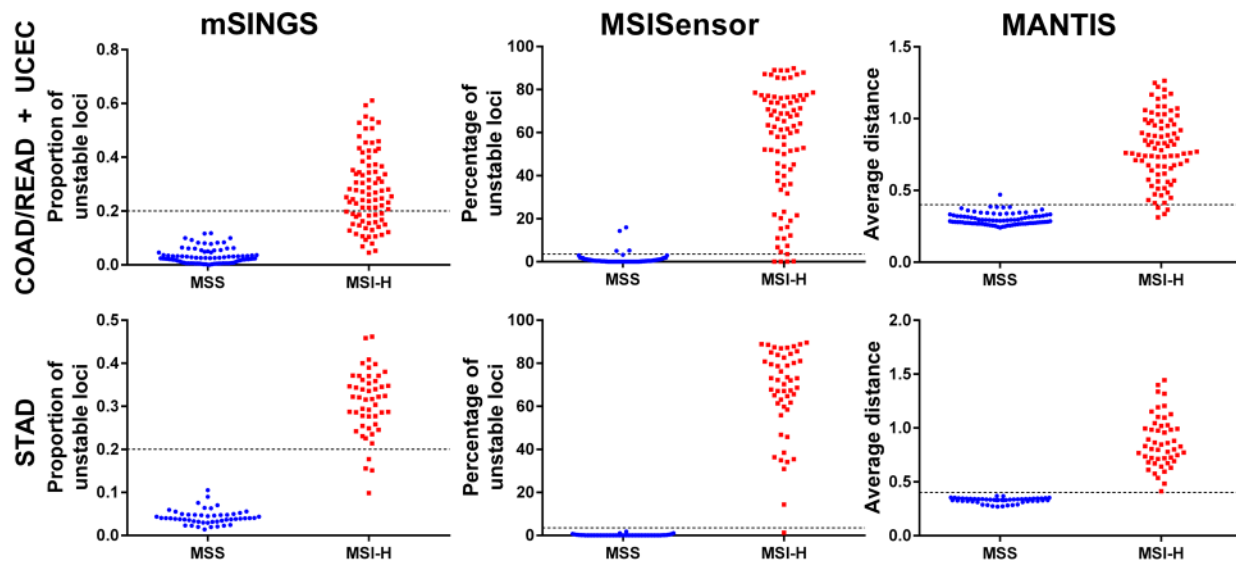 mSINGS
MSISensor
MANTIS
COAD/READ + UCEC
Proportion of
unstable loci
0.8
0.6
0.4
0.2
0.0
MSS
MSI-H
Percentage of
unstable loci
100
80
60
40
20
0
MSS
MSI-H
Average distance
1.5
1.0
0.5
0.0
MSS
MSI-H
STAD
Proportion of
unstable loci
0.5
0.4
0.3
0.2
0.1
0.0
MSS
MSI-H
Percentage of
unstable loci
100
80
60
40
20
0
MSS
MSI-H
Average distance
2.0
1.5
1.0
0.5
0.0
MSS
MSI-H